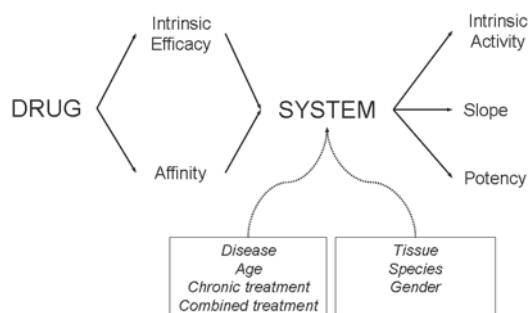 Intrinsic
Efficacy
Intrinsic
Activity
DRUG
SYSTEM
Slope
Affinity
Potency
Disease
Age
Chronic treatment
Combined treatment
Tissue
Species
Gender